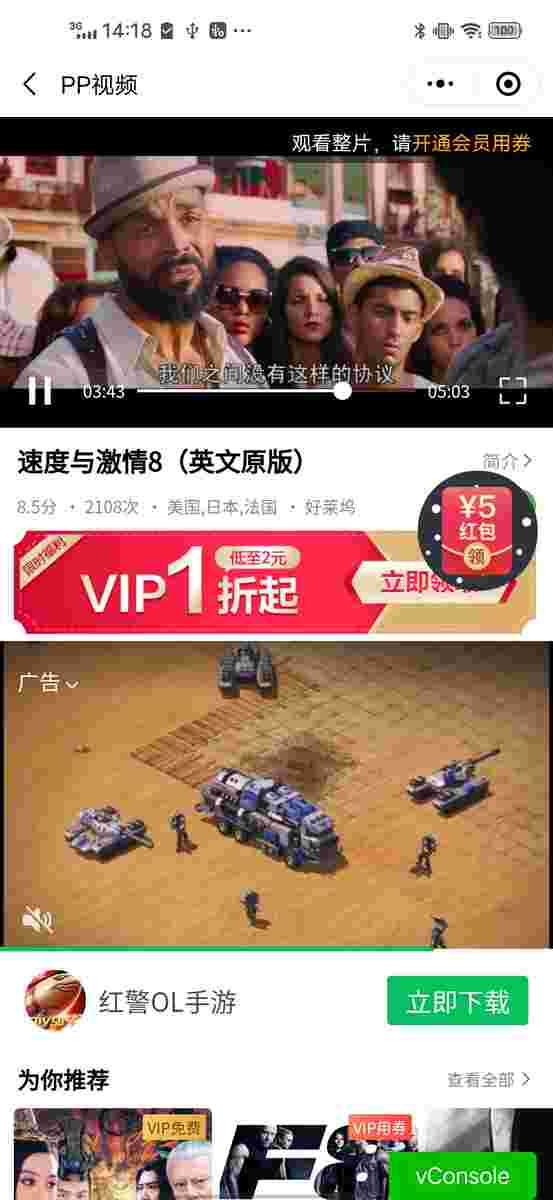 3G 14:18 100
PP视频
观看整片，请开通会员用券
我们之间没有这样的协议
03:43
05:03
速度与激情8（英文原版）
简介
8.5分 · 2108次 · 美国,日本,法国 · 好莱坞
¥5
红包
领
限时福利
VIP1折起
低至2元
立即领
广告
红警OL手游
立即下载
为你推荐
查看全部
VIP免费
VIP用券
F8
vConsole